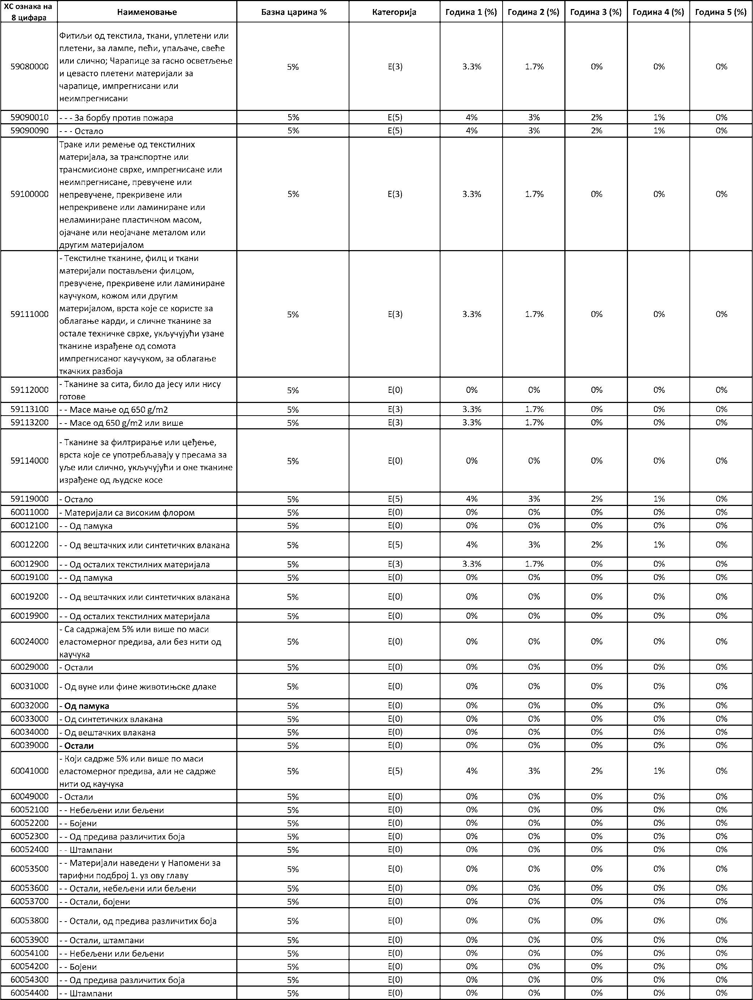 ХС ознака на 8 цифара Наименовање Базна царина % Категорија Година 1 (%) Година 2 (%) Година 3 (%) Година 4 (%) Година 5 (%)
59080000 Фитиљи од текстила, ткани, уплетени или
плетени, за лампе, пећи, упаљаче, свеће
или слично; Чарапице за гасно осветљење
и цевасто плетени материјали за
чарапице, импрегнисани или
неимпрегнисани 5% E(3) 3.3% 1.7% 0% 0% 0%
59090010 - - - За борбу против пожара 5% E(5) 4% 3% 2% 1% 0%
59090090 - - - Остало 5% E(5) 4% 3% 2% 1% 0%
59100000 Траке или ремење од текстилних
материјала, за транспортне или
трансмисионе сврхе, импрегнисане или
неимпрегнисане, превучене или
непревучене, прекривене или
непрекривене или ламиниране или
неламиниране пластичном масом,
ојачане или неојачане металом или
другим материјалом 5% E(3) 3.3% 1.7% 0% 0% 0%
59111000 - Текстилне тканине, филц и ткани
материјали постављени филцом,
превучене, прекривене или ламиниране
каучуком, кожом или другим
материјалом, врста које се користе за
облагање карди, и сличне тканине за
остале техничке сврхе, укључујући узане
тканине израђене од сомота
импрегнисаног каучуком, за облагање
ткачких разбоја 5% E(3) 3.3% 1.7% 0% 0% 0%
59112000 - Тканине за сита, било да јесу или нису
готове 5% E(0) 0% 0% 0% 0% 0%
59113100 - - Масе мање од 650 g/m2 5% E(3) 3.3% 1.7% 0% 0% 0%
59113200 - - Масе од 650 g/m2 или више 5% E(3) 3.3% 1.7% 0% 0% 0%
59114000 - Тканине за филтрирање или цеђење,
врста које се употребљавају у пресама за
уље или слично, укључујући и оне тканине
израђене од људске косе 5% E(0) 0% 0% 0% 0% 0%
59119000 - Остало 5% E(5) 4% 3% 2% 1% 0%
60011000 - Материјали са високим флором 5% E(0) 0% 0% 0% 0% 0%
60012100 - - Од памука 5% E(0) 0% 0% 0% 0% 0%
60012200 - - Од вештачких или синтетичких влакана 5% E(5) 4% 3% 2% 1% 0%
60012900 - - Од осталих текстилних материјала 5% E(3) 3.3% 1.7% 0% 0% 0%
60019100 - - Од памука 5% E(0) 0% 0% 0% 0% 0%
60019200 - - Од вештачких или синтетичких влакана 5% E(0) 0% 0% 0% 0% 0%
60019900 - - Од осталих текстилних материјала 5% E(0) 0% 0% 0% 0% 0%
60024000 - Са садржајем 5% или више по маси
еластомерног предива, али без нити од
каучука 5% E(0) 0% 0% 0% 0% 0%
60029000 - Остали 5% E(0) 0% 0% 0% 0% 0%
60031000 - Од вуне или фине животињске длаке 5% E(0) 0% 0% 0% 0% 0%
60032000 - Од памука 5% E(0) 0% 0% 0% 0% 0%
60033000 - Од синтетичких влакана 5% E(0) 0% 0% 0% 0% 0%
60034000 - Од вештачких влакана 5% E(0) 0% 0% 0% 0% 0%
60039000 - Остали 5% E(0) 0% 0% 0% 0% 0%
60041000 - Који садрже 5% или више по маси
еластомерног предива, али не садрже
нити од каучука 5% E(5) 4% 3% 2% 1% 0%
60049000 - Остали 5% E(0) 0% 0% 0% 0% 0%
60052100 - - Небељени или бељени 5% E(0) 0% 0% 0% 0% 0%
60052200 - - Бојени 5% E(0) 0% 0% 0% 0% 0%
60052300 - - Од предива различитих боја 5% E(0) 0% 0% 0% 0% 0%
60052400 - - Штампани 5% E(0) 0% 0% 0% 0% 0%
60053500 - - Материјали наведени у Напомени за
тарифни подброј 1. уз ову главу 5% E(0) 0% 0% 0% 0% 0%
60053600 - - Остали, небељени или бељени 5% E(0) 0% 0% 0% 0% 0%
60053700 - - Остали, бојени 5% E(0) 0% 0% 0% 0% 0%
60053800 - - Остали, од предива различитих боја 5% E(0) 0% 0% 0% 0% 0%
60053900 - - Остали, штампани 5% E(0) 0% 0% 0% 0% 0%
60054100 - - Небељени или бељени 5% E(0) 0% 0% 0% 0% 0%
60054200 - - Бојени 5% E(0) 0% 0% 0% 0% 0%
60054300 - - Од предива различитих боја 5% E(0) 0% 0% 0% 0% 0%
60054400 - - Штампани 5% E(0) 0% 0% 0% 0% 0%